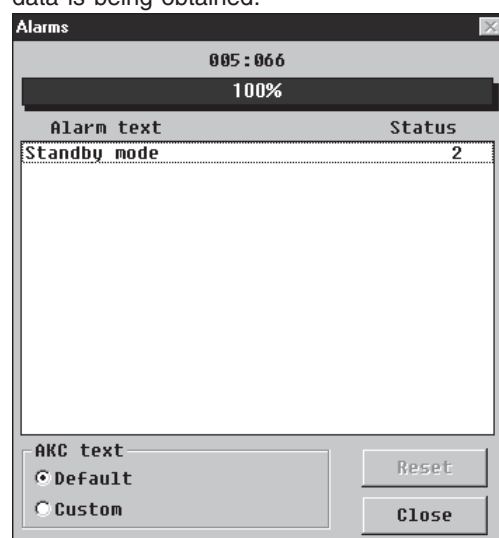 data is being obtained.
Alarms
005:066
100%
Alarm text Status
Standby mode 2
AKC text
Default
Reset
Custom
Close